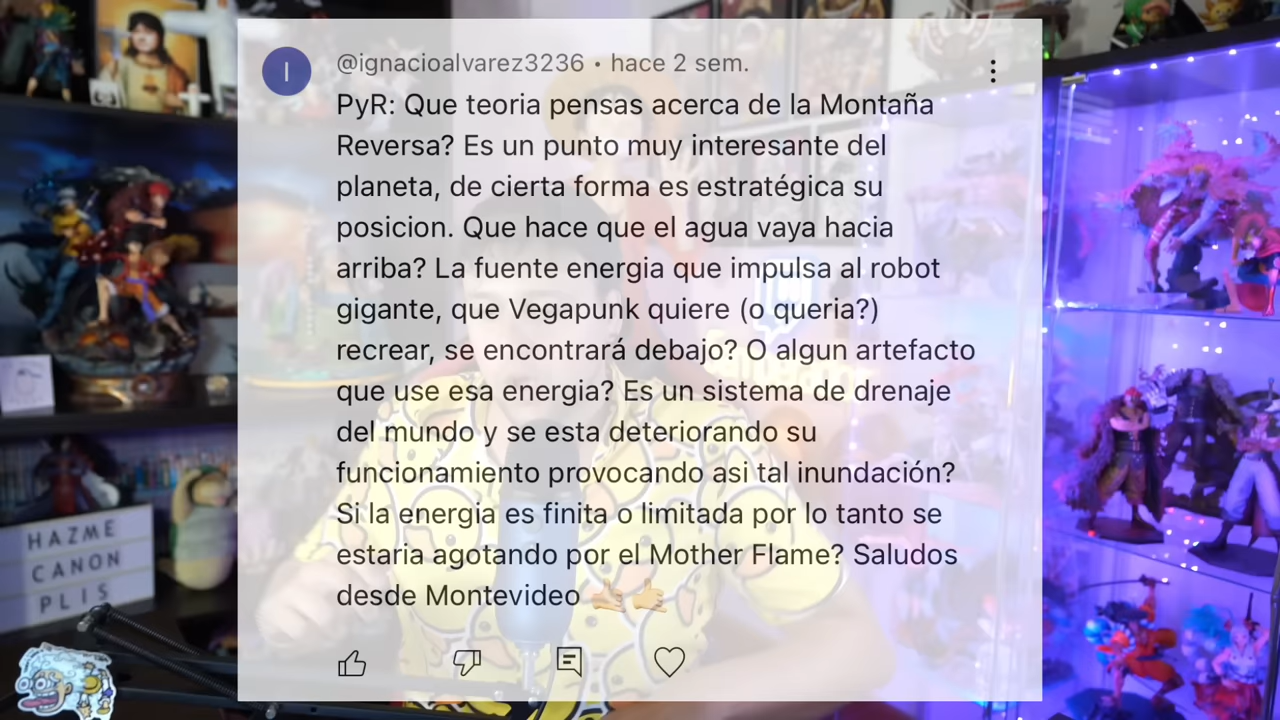 I
@ignacioalvarez3236 • hace 2 sem.
PyR: Que teoria pensas acerca de la Montaña
Reversa? Es un punto muy interesante del
planeta, de cierta forma es estratégica su
posicion. Que hace que el agua vaya hacia
arriba? La fuente energia que impulsa al robot
gigante, que Vegapunk quiere (o queria?)
recrear, se encontrará debajo? O algun artefacto
que use esa energia? Es un sistema de drenaje
del mundo y se esta deteriorando su
funcionamiento provocando asi tal inundación?
Si la energia es finita o limitada por lo tanto se
estaria agotando por el Mother Flame? Saludos
desde Montevideo 🤙🤙
HAZME
CANON
PLIS